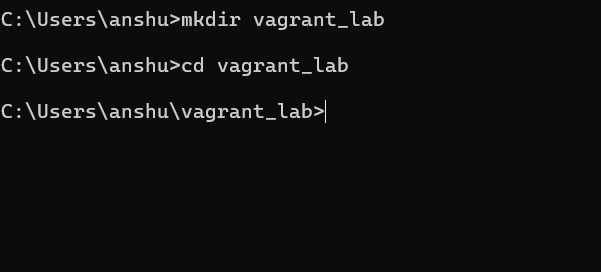 C:\Users\anshu>mkdir vagrant_lab
C:\Users\anshu>cd vagrant_lab
C:\Users\anshu\vagrant_lab>